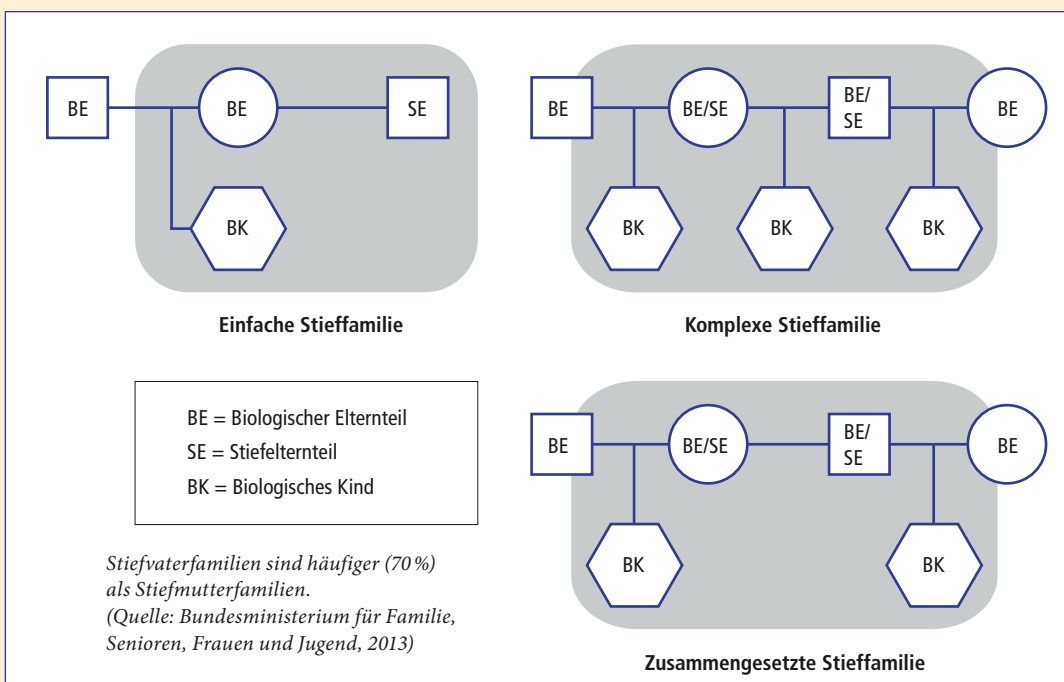 BE
BE
SE
BK
Einfache Stieffamilie
BE
BE/SE
BE/
SE
BE
BK
BK
BK
Komplexe Stieffamilie
BE = Biologischer Elternteil
SE = Stiefelternteil
BK = Biologisches Kind
Stiefvaterfamilien sind häufiger (70 %)
als Stiefmutterfamilien.
(Quelle: Bundesministerium für Familie,
Senioren, Frauen und Jugend, 2013)
BE
BE/SE
BE/
SE
BE
BK
BK
Zusammengesetzte Stieffamilie